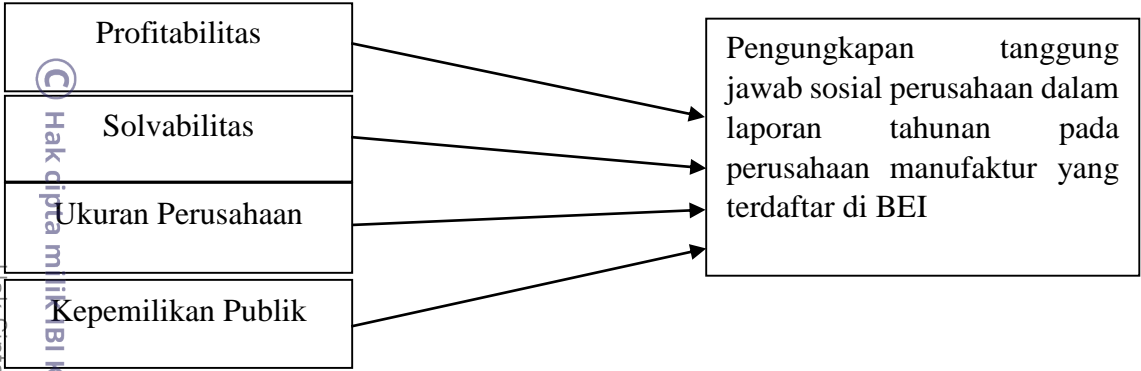 Profitabilitas
Solvabilitas
Ukuran Perusahaan
Kepemilikan Publik
Pengungkapan tanggung
jawab sosial perusahaan dalam
laporan tahunan pada
perusahaan manufaktur yang
terdaftar di BEI
© Hak cipta milik IBI